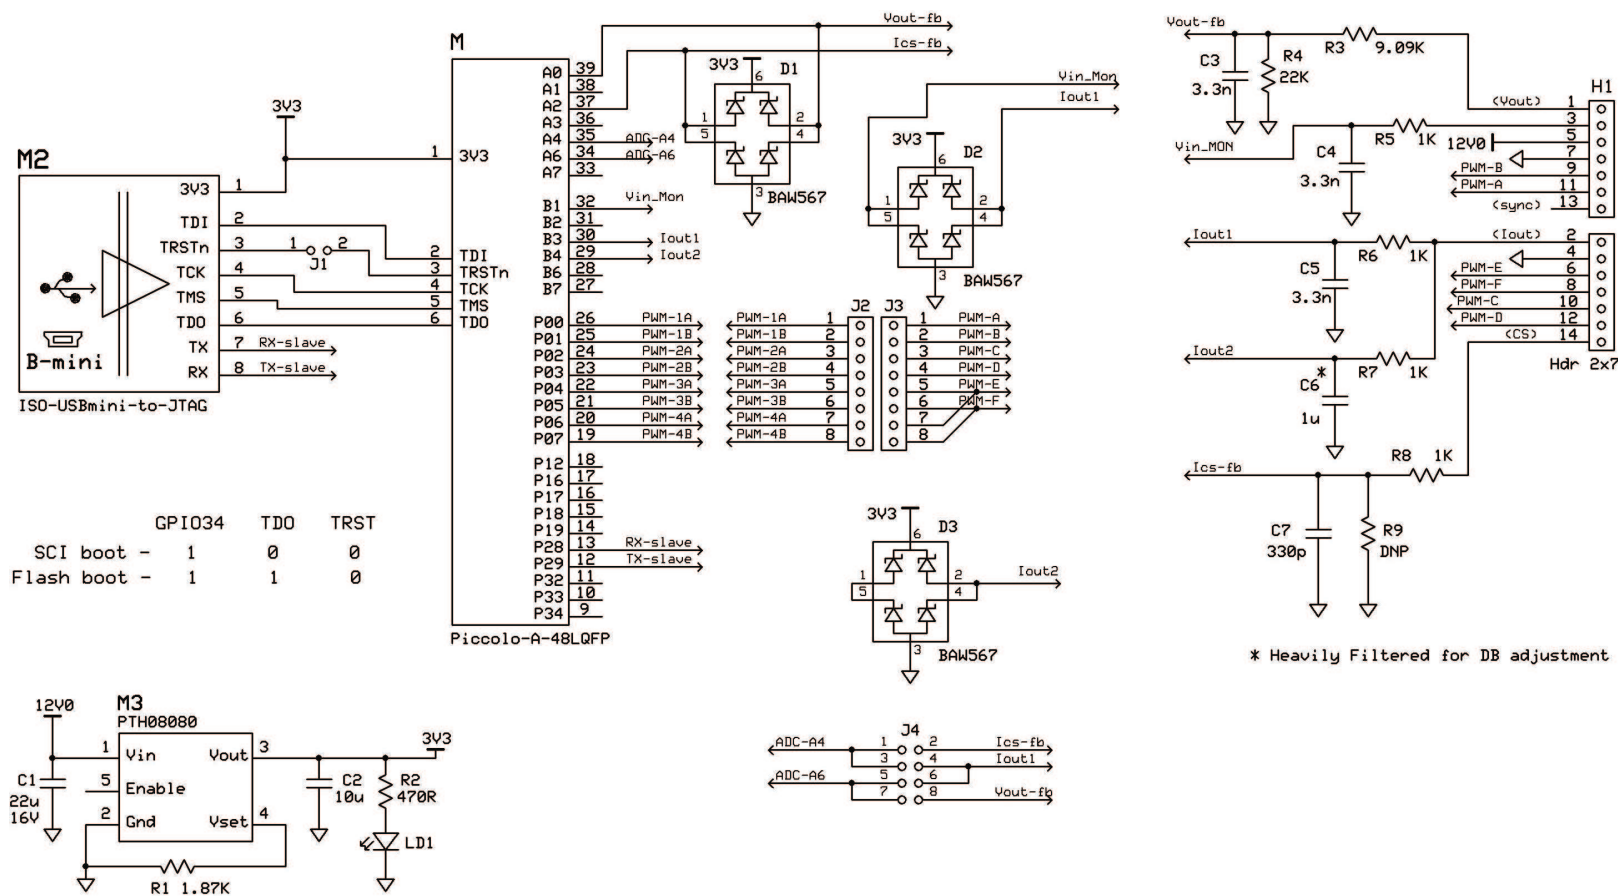 M
M2
3V3
3V3 1
TDI 2
TRSTn 3
TCK 4
TMS 5
TDO 6
TX 7 RX-slave
RX 8 TX-slave
B-mini
ISO-USBmini-to-JTAG
1 2
J1
1 3V3
2 TDI
3 TRSTn
4 TCK
5 TMS
6 TDO
A0 39
A1 38
A2 37
A3 36
A4 35 ADC-A4
A6 34 ADC-A6
A7 33
B1 32 Vin_Mon
B2 31
B3 30 Iout1
B4 29 Iout2
B6 28
B7 27
P00 26 PWM-1A
P01 25 PWM-1B
P02 24 PWM-2A
P03 23 PWM-2B
P04 22 PWM-3A
P05 21 PWM-3B
P06 20 PWM-4A
P07 19 PWM-4B
P12 18
P16 17
P17 16
P18 15
P19 14
P28 13 RX-slave
P29 12 TX-slave
P32 11
P33 10
P34 9
Piccolo-A-48LQFP
Vout-fb
Ics-fb
3V3 D1
6
1 2
5 4
3
BAW567
Vin_Mon
Iout1
3V3 D2
6
1 2
5 4
3
BAW567
J2 J3
PWM-1A 1 1 PWM-A
PWM-1B 2 2 PWM-B
PWM-2A 3 3 PWM-C
PWM-2B 4 4 PWM-D
PWM-3A 5 5 PWM-E
PWM-3B 6 6 PWM-F
PWM-4A 7 7
PWM-4B 8 8
3V3 D3
6
1 2 Iout2
5 4
3
BAW567
Vout-fb
R3 9.09K
C3
3.3n
R4
22K
H1
(Vout) 1
R5 1K 3
Vin_MON
C4
3.3n
12V0 5
7
PWM-B 9
PWM-A 11
(sync) 13
Iout1 (Iout) 2
R6 1K
C5
3.3n
4
PWM-E 6
PWM-F 8
PWM-C 10
PWM-D 12
(CS) 14
Hdr 2x7
Iout2
R7 1K
*
C6
1u
R8 1K
Ics-fb
C7
330p
R9
DNP
* Heavily Filtered for DB adjustment
GPIO34 TDO TRST
SCI boot - 1 0 0
Flash boot - 1 1 0
12V0
M3
PTH08080
1 Vin Vout 3
5 Enable
2 Gnd Vset 4
C1
22u
16V
R1 1.87K
3V3
C2
10u
R2
470R
LD1
J4
ADC-A4 1 2 Ics-fb
3 4 Iout1
ADC-A6 5 6
7 8 Vout-fb